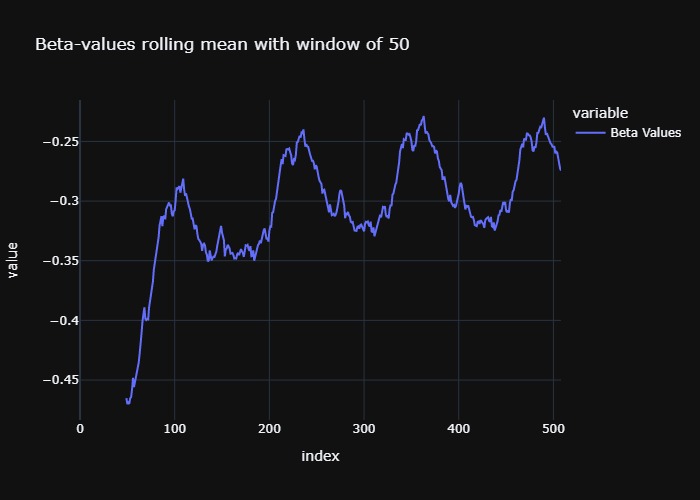 Beta-values rolling mean with window of 50
variable
Beta Values
−0.25
−0.3
−0.35
−0.4
−0.45
value
0 100 200 300 400 500
index